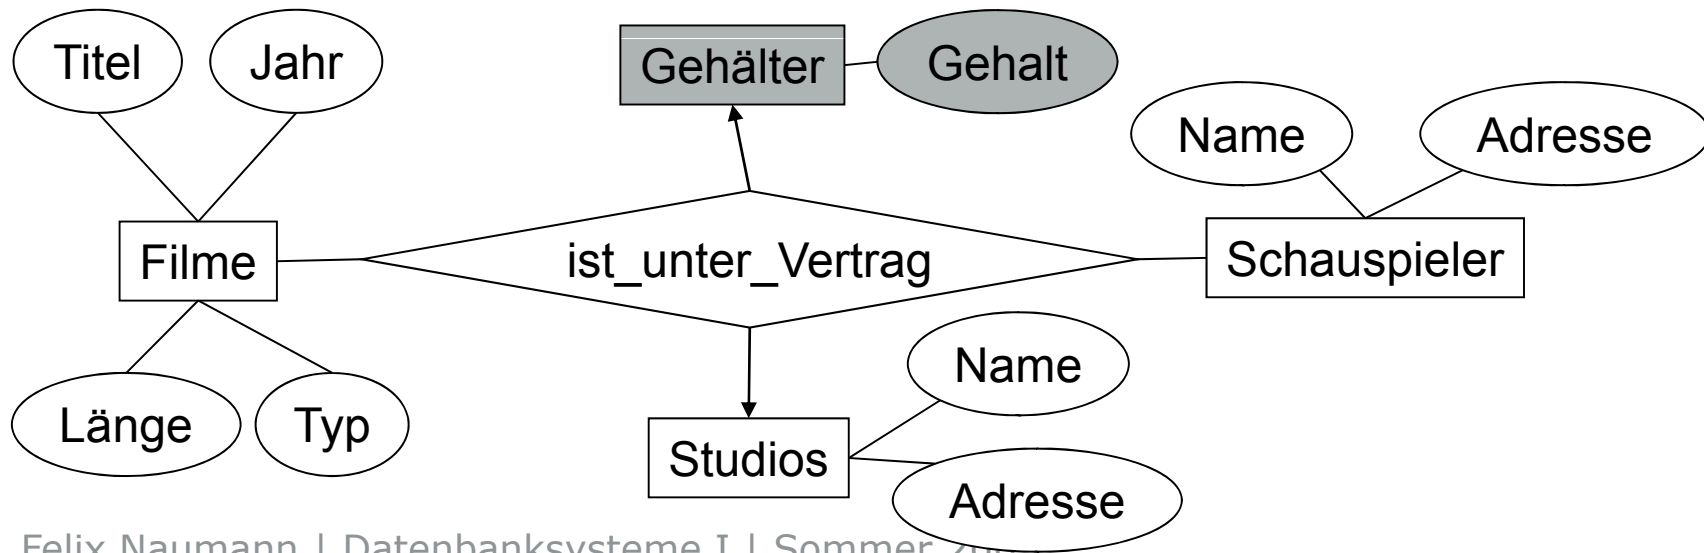 Titel
Jahr
Gehälter
Gehalt
Name
Adresse
Filme
ist_unter_Vertrag
Schauspieler
Länge
Typ
Name
Studios
Adresse
Felix Naumann | Datenbanksysteme I | Sommer